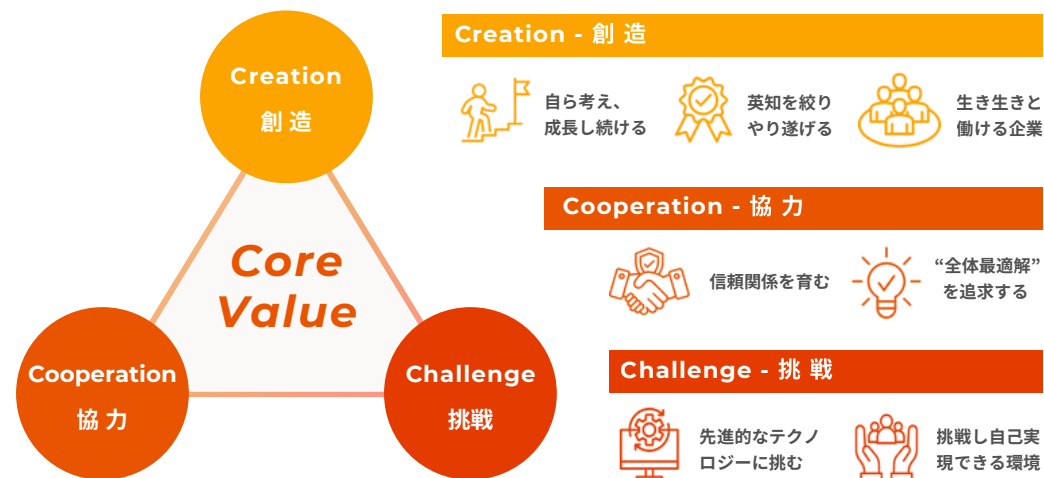 Creation
創造
Core
Value
Cooperation
協力
Challenge
挑戦
Creation - 創造
自ら考え、
成長し続ける
英知を絞り
やり遂げる
生き生きと
働ける企業
Cooperation - 協力
信頼関係を育む
“全体最適解”
を追求する
Challenge - 挑戦
先進的なテクノ
ロジーに挑む
挑戦し自己実
現できる環境